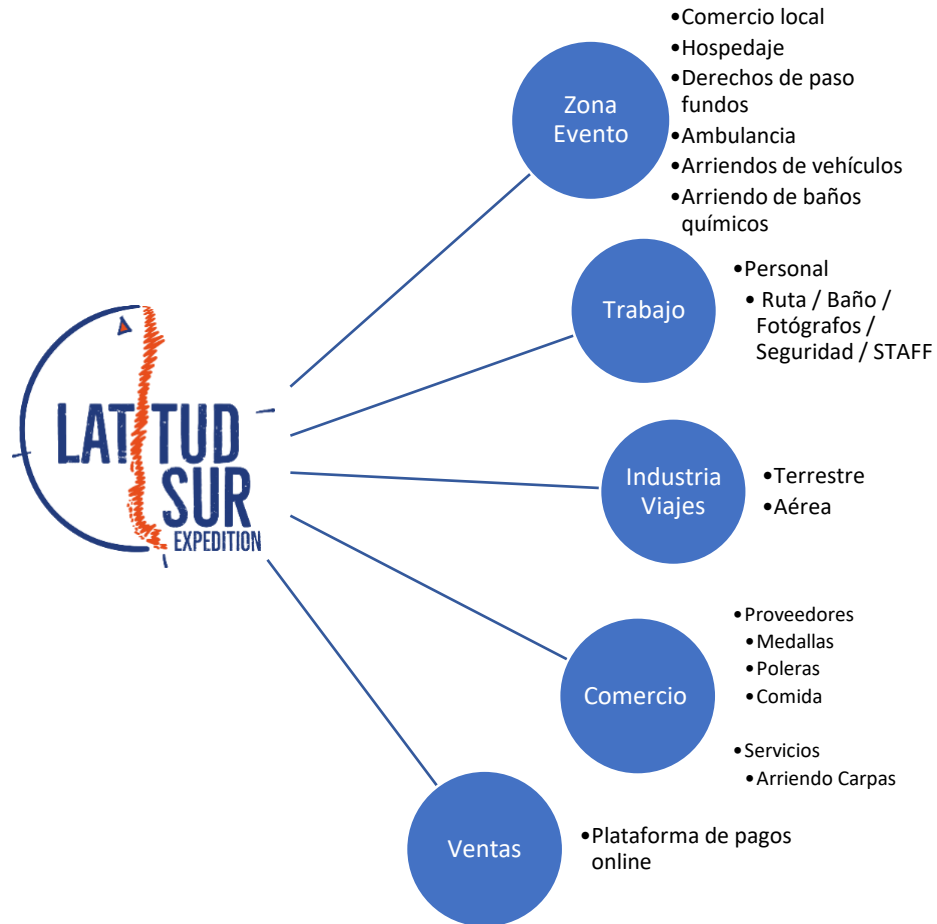 •Comercio local
•Hospedaje
•Derechos de paso
fundos
•Ambulancia
•Arriendos de vehículos
•Arriendo de baños
químicos
Zona
Evento
•Personal
• Ruta / Baño /
Fotógrafos /
Seguridad / STAFF
Trabajo
LATITUD
SUR
EXPEDITION
Industria
Viajes
•Terrestre
•Aérea
•Proveedores
•Medallas
•Poleras
•Comida
•Servicios
•Arriendo Carpas
Comercio
Ventas
•Plataforma de pagos
online